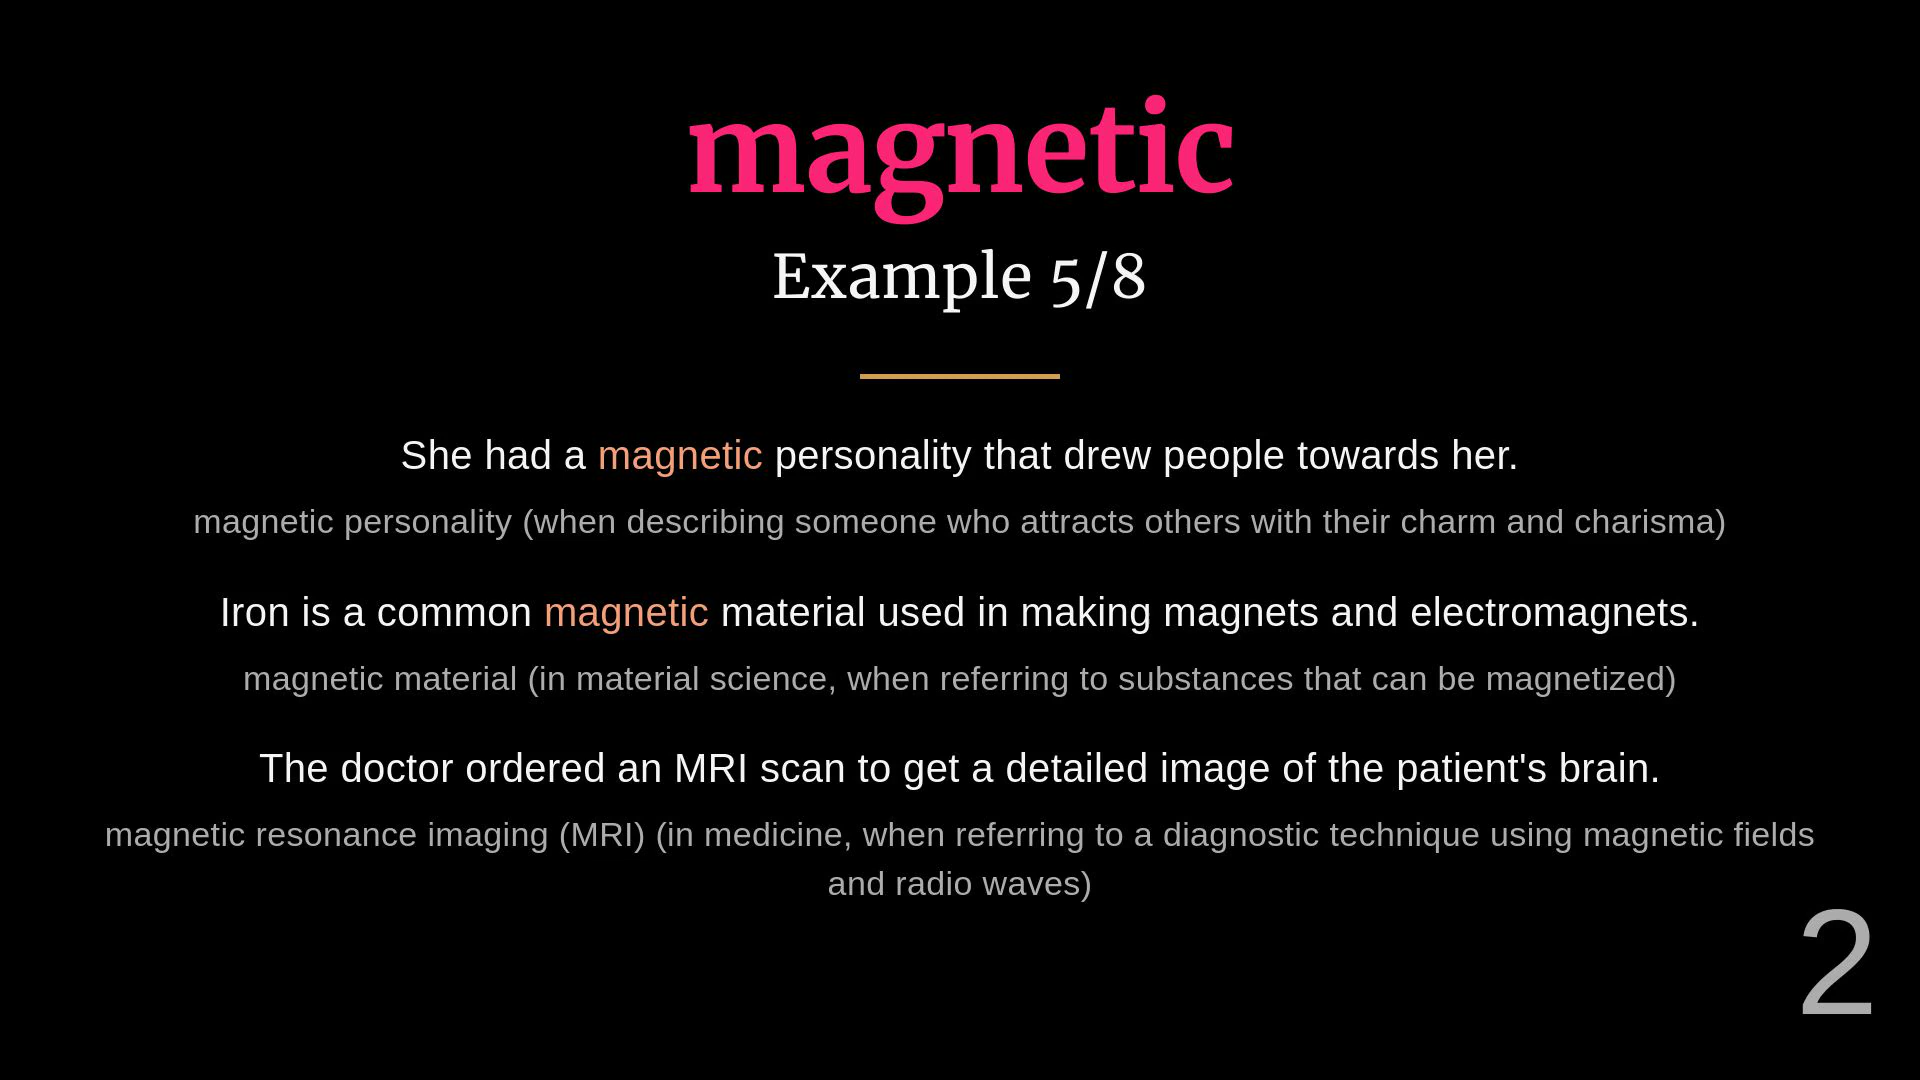 magnetic
Example 5/8
She had a magnetic personality that drew people towards her.
magnetic personality (when describing someone who attracts others with their charm and charisma)
Iron is a common magnetic material used in making magnets and electromagnets.
magnetic material (in material science, when referring to substances that can be magnetized)
The doctor ordered an MRI scan to get a detailed image of the patient's brain.
magnetic resonance imaging (MRI) (in medicine, when referring to a diagnostic technique using magnetic fields
and radio waves)
2